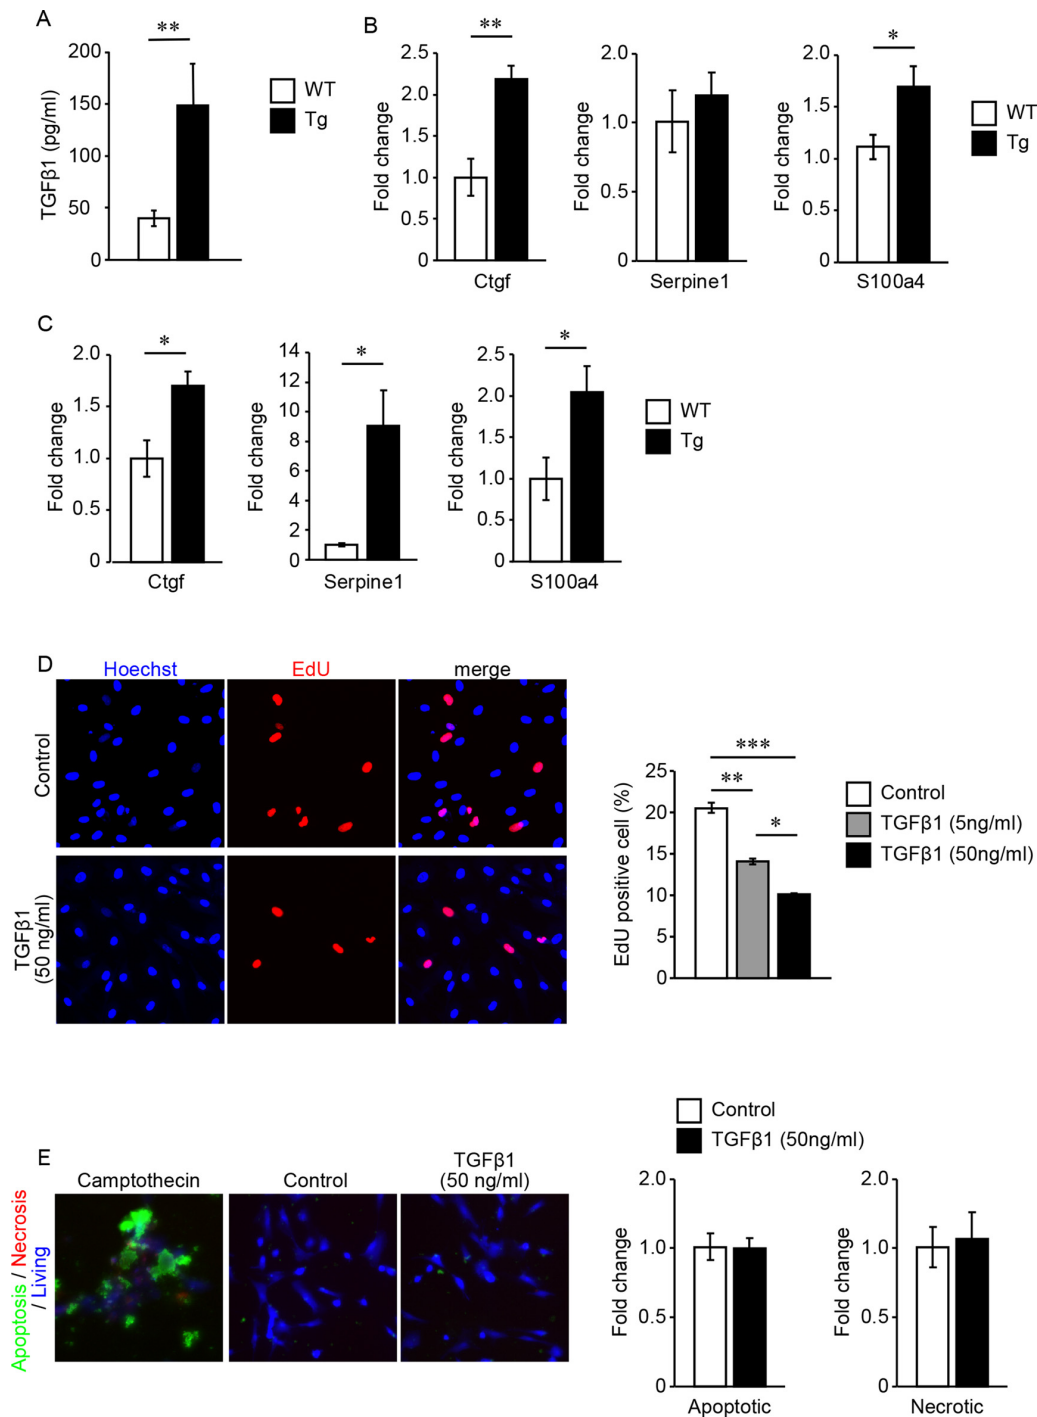 A
**
TGFβ1 (pg/ml)
200
150
100
50
0
WT
Tg
B
**
Fold change
2.5
2.0
1.5
1.0
0.5
0
Ctgf
Fold change
2.0
1.0
0.5
0
Serpine1
*
Fold change
2.0
1.5
1.0
0.5
0
S100a4
WT
Tg
C
*
Fold change
2.0
1.5
1.0
0.5
0
Ctgf
*
Fold change
14
12
10
8
6
4
2
0
Serpine1
*
Fold change
2.5
2.0
1.5
1.0
0.5
0
S100a4
WT
Tg
D
Hoechst
EdU
merge
Control
TGFβ1
(50 ng/ml)
***
**
*
EdU positive cell (%)
25
20
15
10
5
0
Control
TGFβ1 (5ng/ml)
TGFβ1 (50ng/ml)
E
Camptothecin
Control
TGFβ1
(50 ng/ml)
Apoptosis / Necrosis
/ Living
Control
TGFβ1 (50ng/ml)
Fold change
2.0
1.0
0.5
0
Apoptotic
Fold change
2.0
1.0
0.5
0
Necrotic